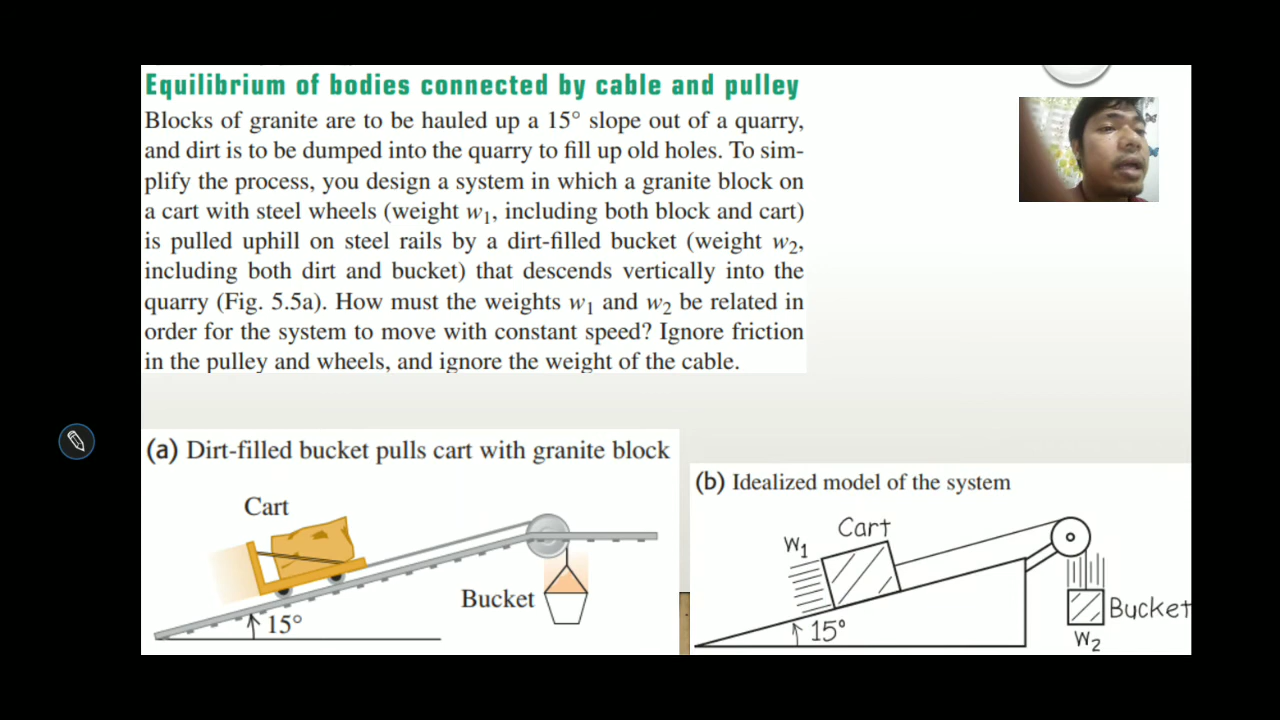 Equilibrium of bodies connected by cable and pulley
Blocks of granite are to be hauled up a 15° slope out of a quarry,
and dirt is to be dumped into the quarry to fill up old holes. To sim-
plify the process, you design a system in which a granite block on
a cart with steel wheels (weight w₁, including both block and cart)
is pulled uphill on steel rails by a dirt-filled bucket (weight w₂,
including both dirt and bucket) that descends vertically into the
quarry (Fig. 5.5a). How must the weights w₁ and w₂ be related in
order for the system to move with constant speed? Ignore friction
in the pulley and wheels, and ignore the weight of the cable.
(a) Dirt-filled bucket pulls cart with granite block
Cart
Bucket
15°
(b) Idealized model of the system
Cart
W₁
Bucket
15°
W₂